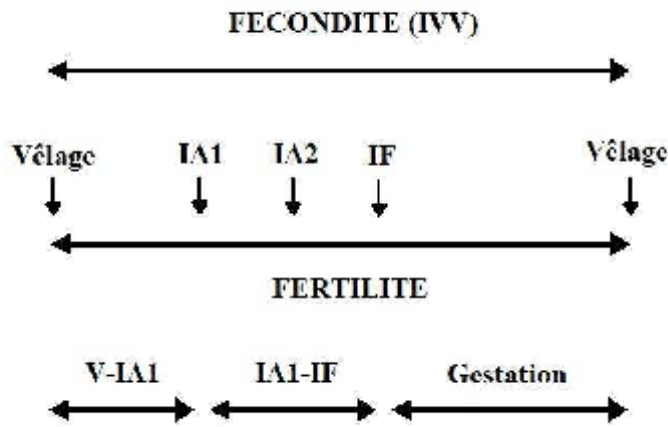 FECONDITE (IVV)
Vêlage IA1 IA2 IF Vêlage
FERTILITE
V-IA1 IA1-IF Gestation